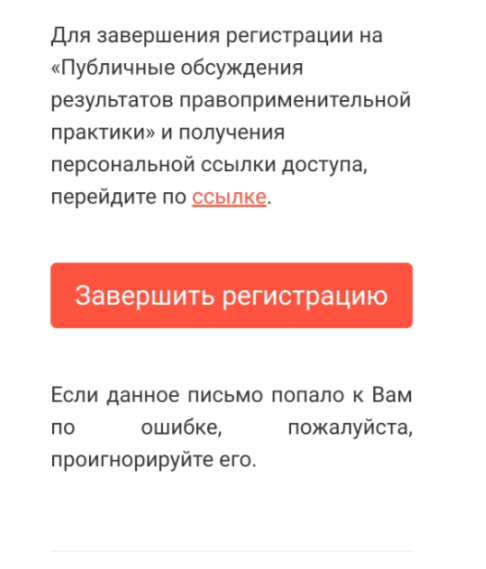 Для завершения регистрации на
«Публичные обсуждения
результатов правоприменительной
практики» и получения
персональной ссылки доступа,
перейдите по ссылке.
Завершить регистрацию
Если данное письмо попало к Вам
по ошибке, пожалуйста,
проигнорируйте его.